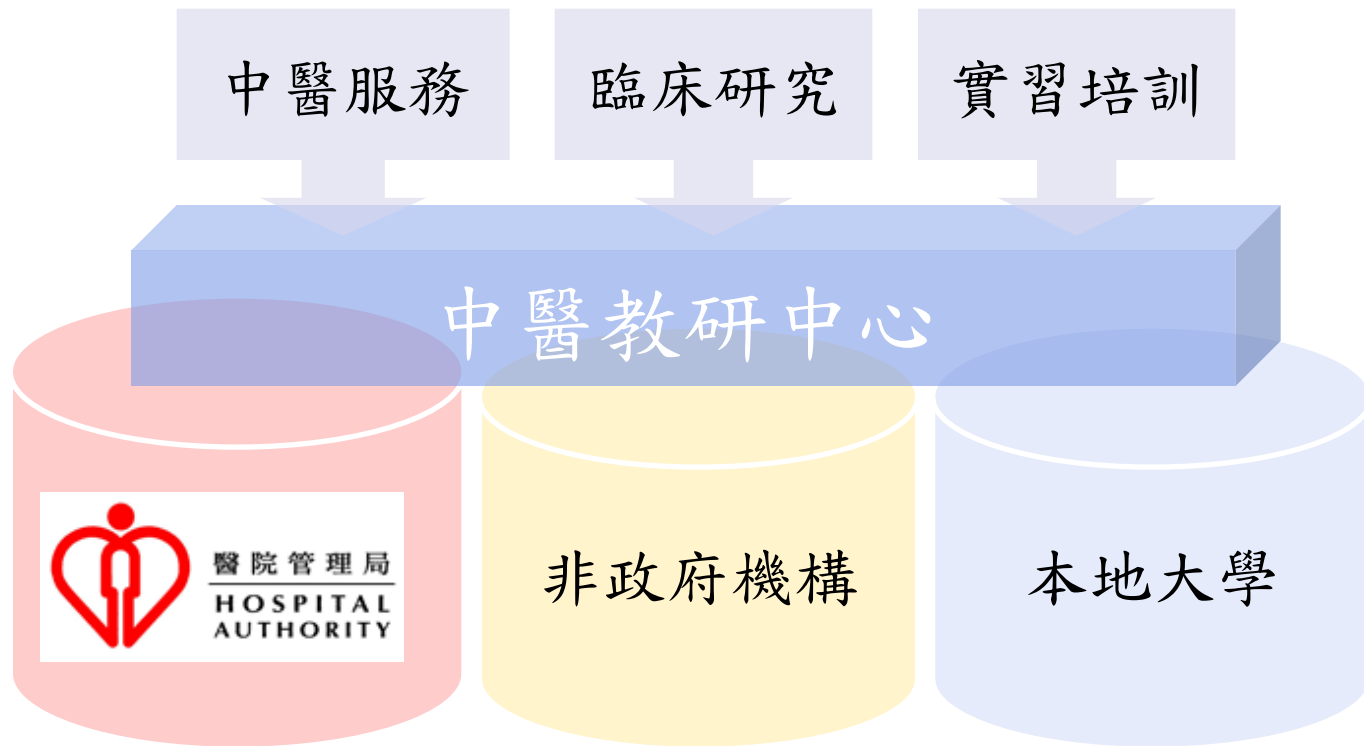 中醫服務
臨床研究
實習培訓
中醫教研中心
醫院管理局
HOSPITAL
AUTHORITY
非政府機構
本地大學